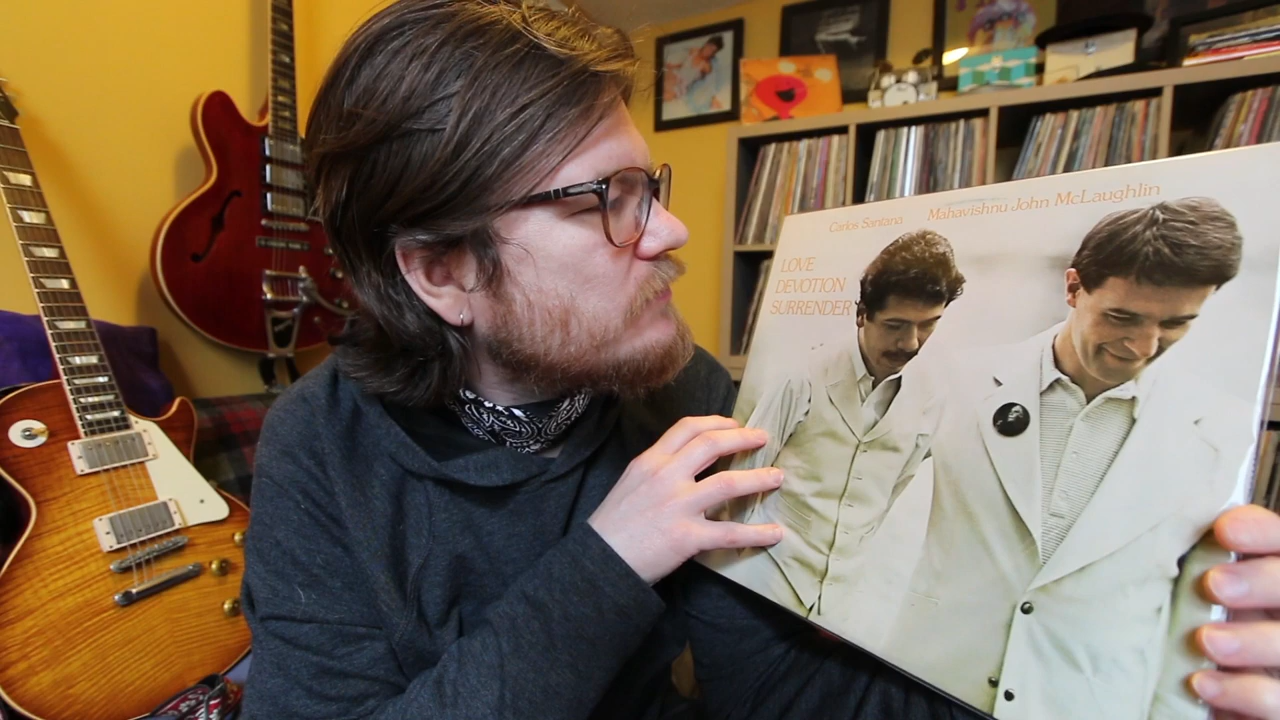 Carlos Santana
Mahavishnu John McLaughlin
LOVE
DEVOTION
SURRENDER